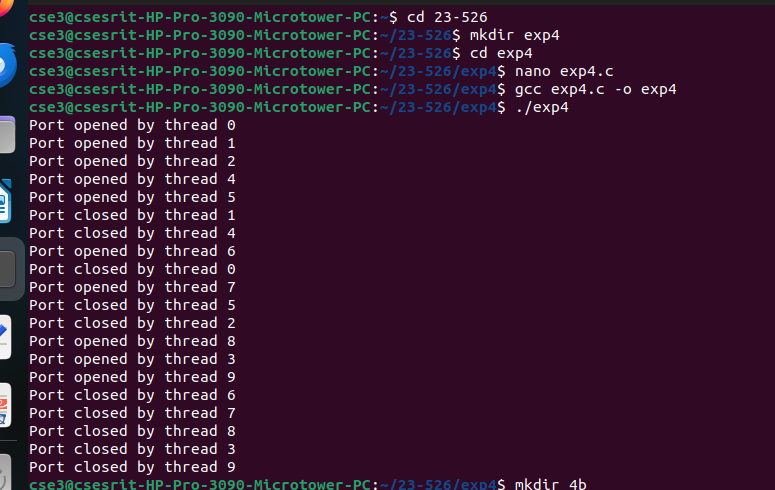 cse3@csesrit-HP-Pro-3090-Microtower-PC:~$ cd 23-526
cse3@csesrit-HP-Pro-3090-Microtower-PC:~/23-526$ mkdir exp4
cse3@csesrit-HP-Pro-3090-Microtower-PC:~/23-526$ cd exp4
cse3@csesrit-HP-Pro-3090-Microtower-PC:~/23-526/exp4$ nano exp4.c
cse3@csesrit-HP-Pro-3090-Microtower-PC:~/23-526/exp4$ gcc exp4.c -o exp4
cse3@csesrit-HP-Pro-3090-Microtower-PC:~/23-526/exp4$ ./exp4
Port opened by thread 0
Port opened by thread 1
Port opened by thread 2
Port opened by thread 4
Port opened by thread 5
Port closed by thread 1
Port closed by thread 4
Port opened by thread 6
Port closed by thread 0
Port opened by thread 7
Port closed by thread 5
Port closed by thread 2
Port opened by thread 8
Port opened by thread 3
Port opened by thread 9
Port closed by thread 6
Port closed by thread 7
Port closed by thread 8
Port closed by thread 3
Port closed by thread 9
cse3@csesrit-HP-Pro-3090-Microtower-PC:~/23-526/exp4$ mkdir 4b